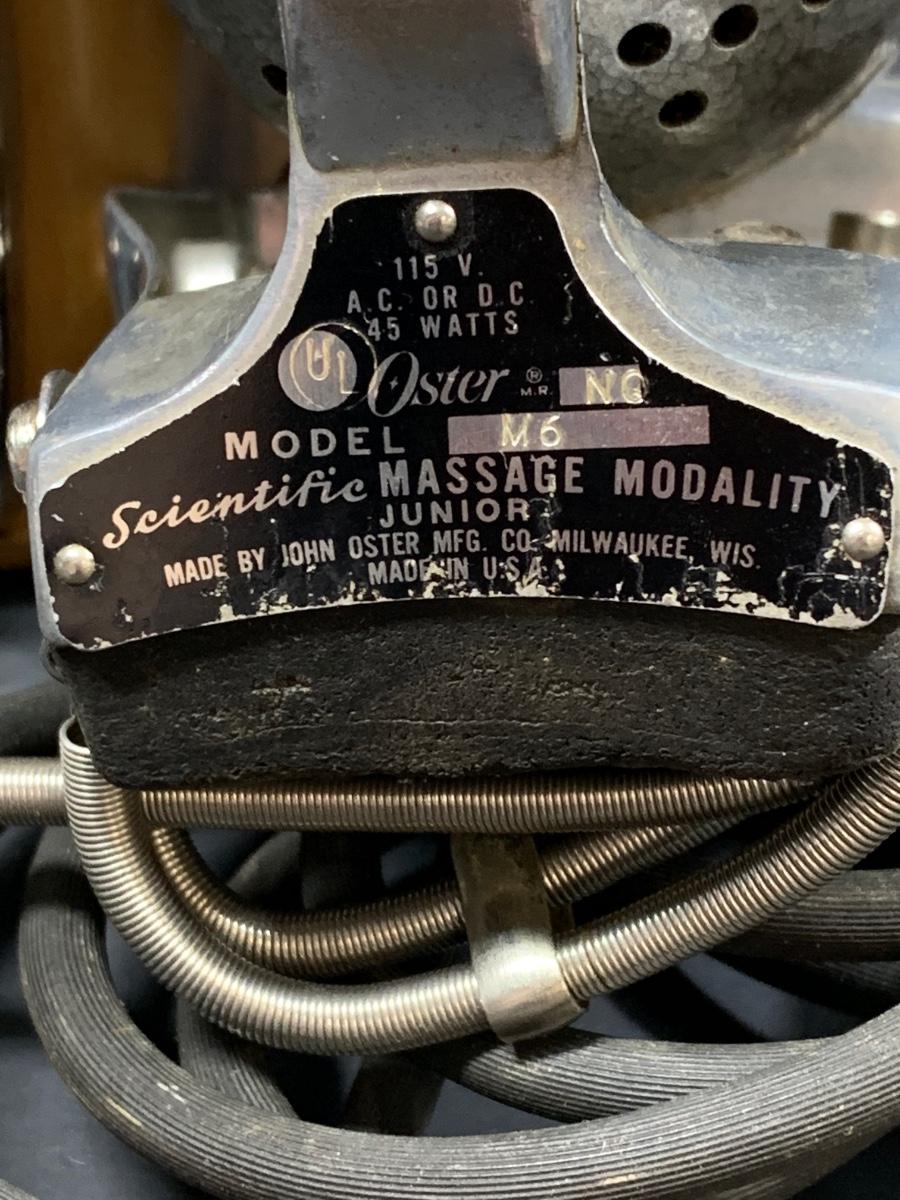 115 V.
A.C. OR D.C.
45 WATTS
UL Oster ® M.R. NO
MODEL M6
Scientific MASSAGE MODALITY
JUNIOR
MADE BY JOHN OSTER MFG. CO. MILWAUKEE, WIS.
MADE IN U.S.A.